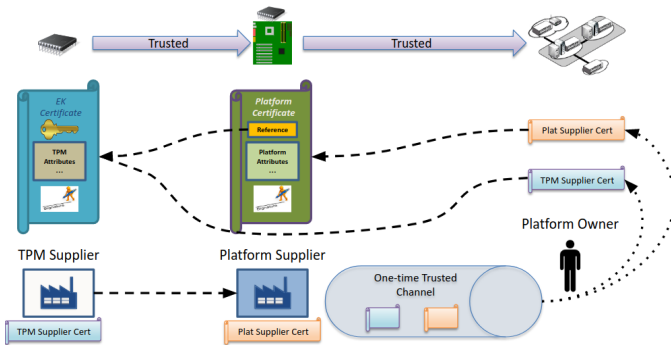 Trusted
Trusted
EK
Certificate
TPM
Attributes
...
Platform
Certificate
Reference
Platform
Attributes
...
Plat Supplier Cert
TPM Supplier Cert
Platform Owner
TPM Supplier
TPM Supplier Cert
Platform Supplier
Plat Supplier Cert
One-time Trusted
Channel